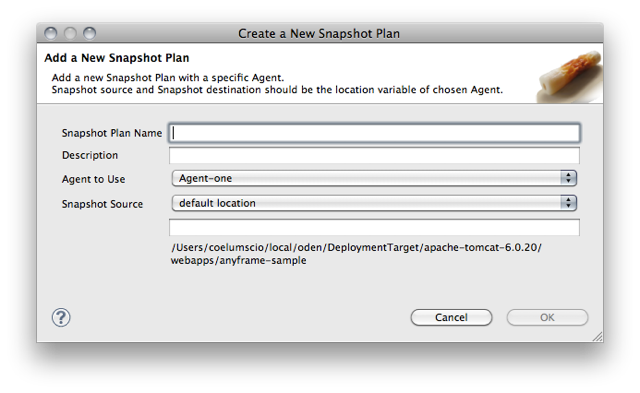 Create a New Snapshot Plan
Add a New Snapshot Plan
Add a new Snapshot Plan with a specific Agent.
Snapshot source and Snapshot destination should be the location variable of chosen Agent.
Snapshot Plan Name
Description
Agent to Use Agent-one
Snapshot Source default location
/Users/coelumscio/local/oden/DeploymentTarget/apache-tomcat-6.0.20/
webapps/anyframe-sample
? Cancel OK